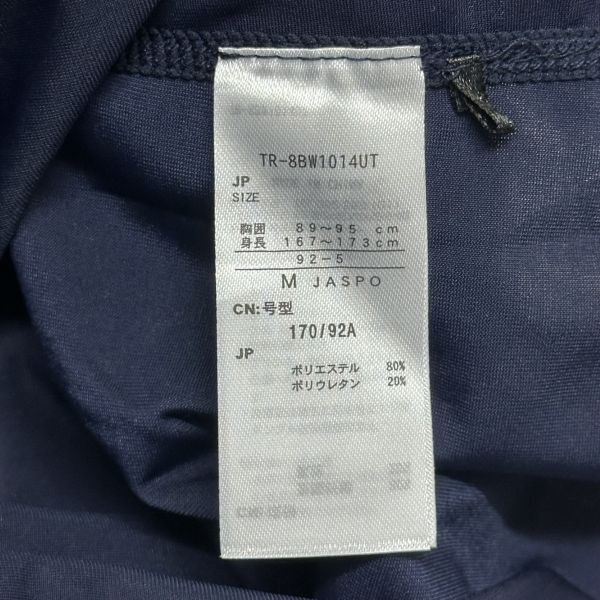 TR-8BW1014UT
JP
SIZE
胸囲 89〜95 cm
身長 167〜173cm
92-5
M JASPO
CN:号型
170/92A
JP
ポリエステル 80%
ポリウレタン 20%